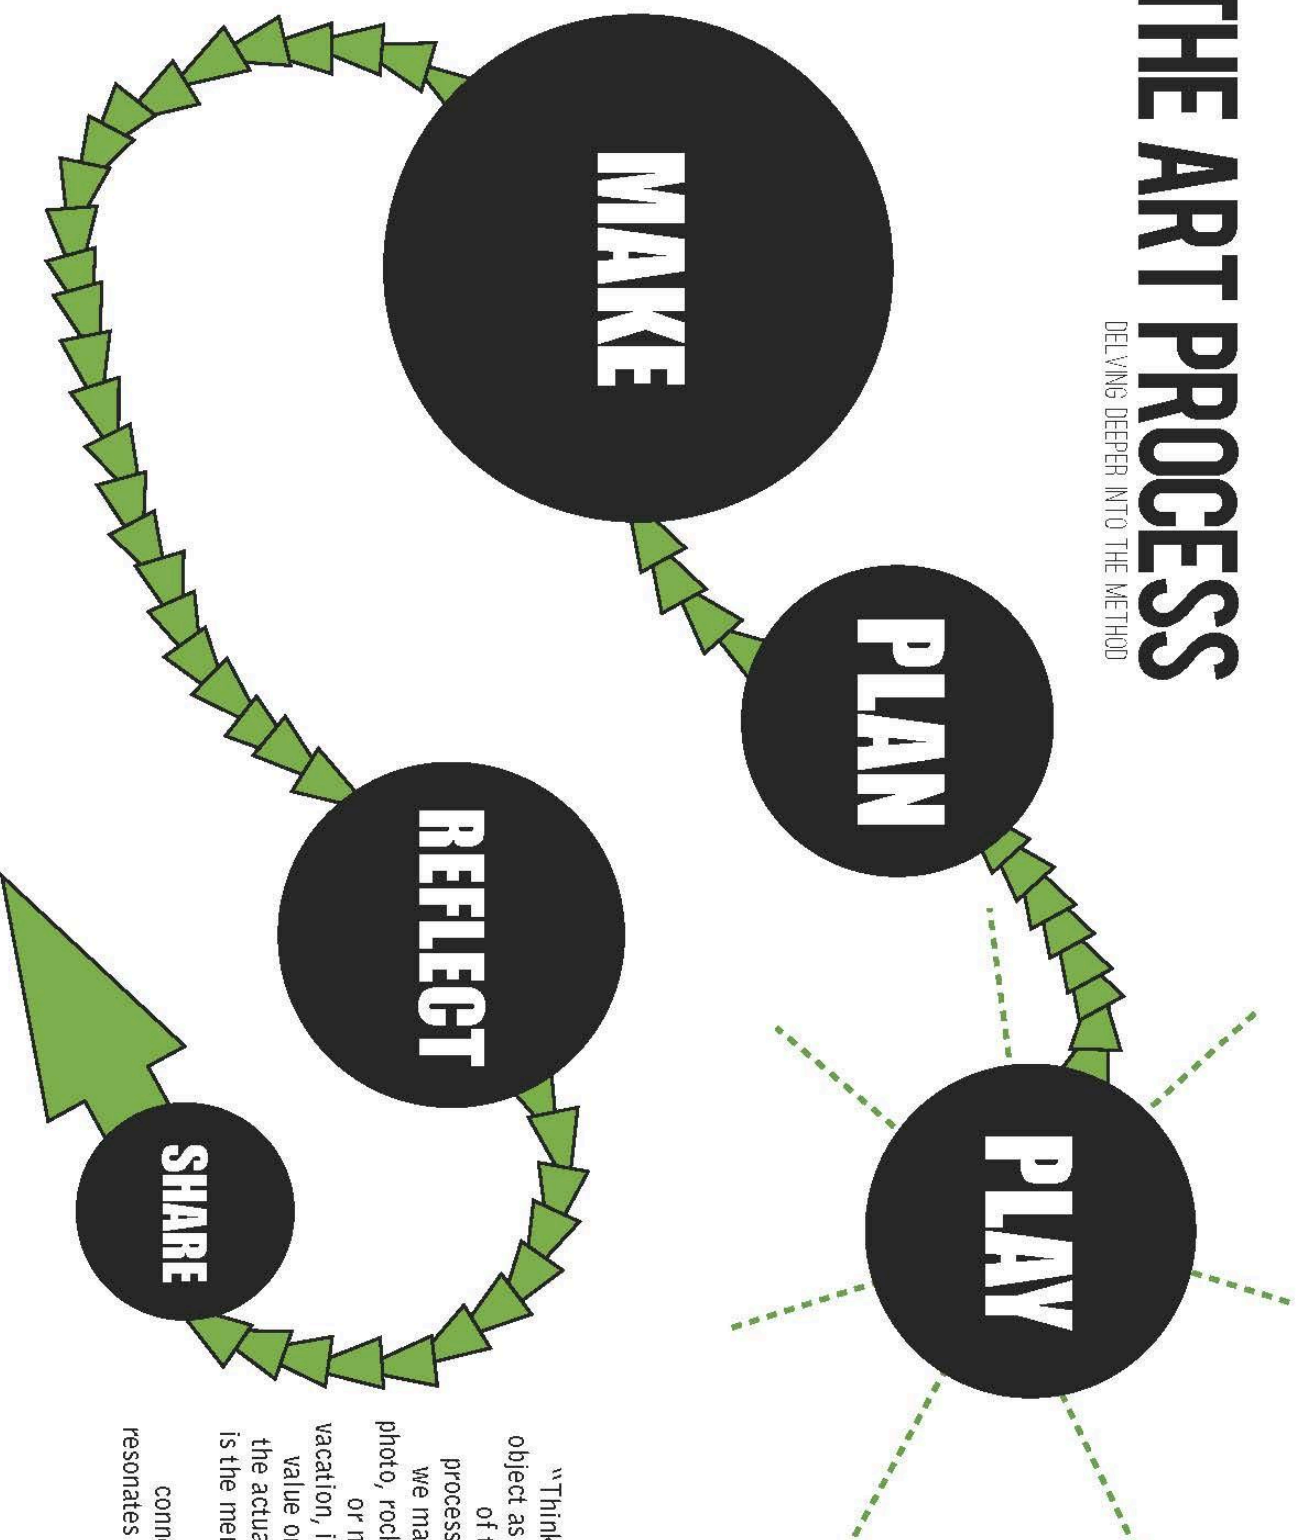 THE ART PROCESS
DELVING DEEPER INTO THE METHOD
PLAY
PLAN
MAKE
REFLECT
SHARE
“Think
object as
of t
process
we ma
photo, rock
or m
vacation, i
value o
the actua
is the mem
conn
resonates